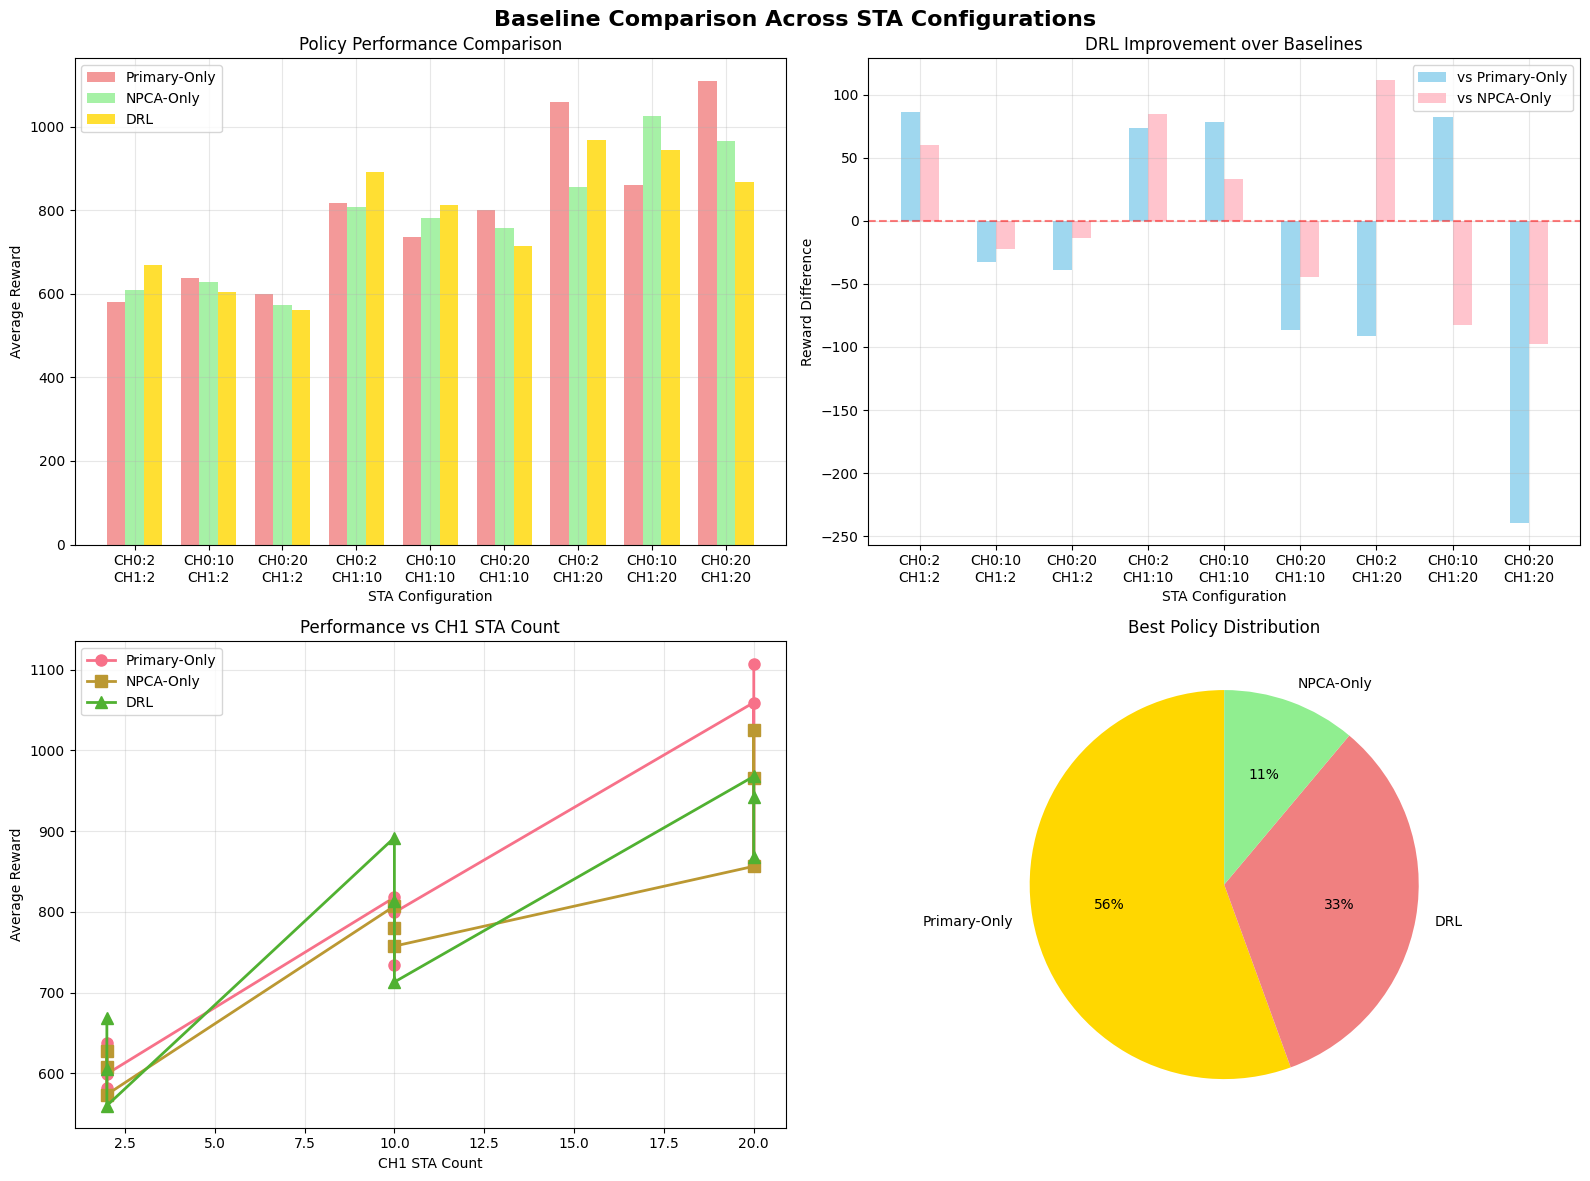 Baseline Comparison Across STA Configurations
Policy Performance Comparison
Primary-Only
NPCA-Only
DRL
Average Reward
1000
800
600
400
200
0
CH0:2 CH0:10 CH0:20 CH0:2 CH0:10 CH0:20 CH0:2 CH0:10 CH0:20
CH1:2 CH1:2 CH1:2 CH1:10 CH1:10 CH1:10 CH1:20 CH1:20 CH1:20
STA Configuration
DRL Improvement over Baselines
vs Primary-Only
vs NPCA-Only
Reward Difference
100
50
0
−50
−100
−150
−200
−250
CH0:2 CH0:10 CH0:20 CH0:2 CH0:10 CH0:20 CH0:2 CH0:10 CH0:20
CH1:2 CH1:2 CH1:2 CH1:10 CH1:10 CH1:10 CH1:20 CH1:20 CH1:20
STA Configuration
Performance vs CH1 STA Count
Primary-Only
NPCA-Only
DRL
Average Reward
1100
1000
900
800
700
600
2.5 5.0 7.5 10.0 12.5 15.0 17.5 20.0
CH1 STA Count
Best Policy Distribution
NPCA-Only
11%
56%
33%
Primary-Only
DRL